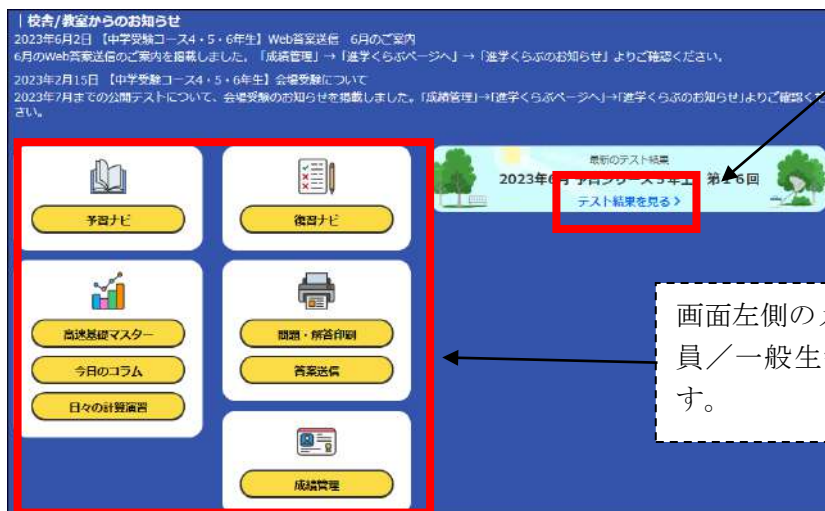 校舎/教室からのお知らせ
2023年6月2日 【中学受験コース4・5・6年生】Web答案送信 6月のご案内
6月のWeb答案送信のご案内を掲載しました。「成績管理」→「進学くらぶページへ」→「進学くらぶのお知らせ」よりご確認ください。
2023年2月15日 【中学受験コース4・5・6年生】会場受験について
2023年7月までの公開テストについて、会場受験のお知らせを掲載しました。「成績管理」→「進学くらぶページへ」→「進学くらぶのお知らせ」よりご確認くだ
さい。
最新のテスト結果
2023年6月 予習シリーズ5年上 第16回
テスト結果を見る
予習ナビ
復習ナビ
高速基礎マスター
問題・解答印刷
今日のコラム
答案送信
日々の計算演習
成績管理
画面左側の
員/一般生
す。